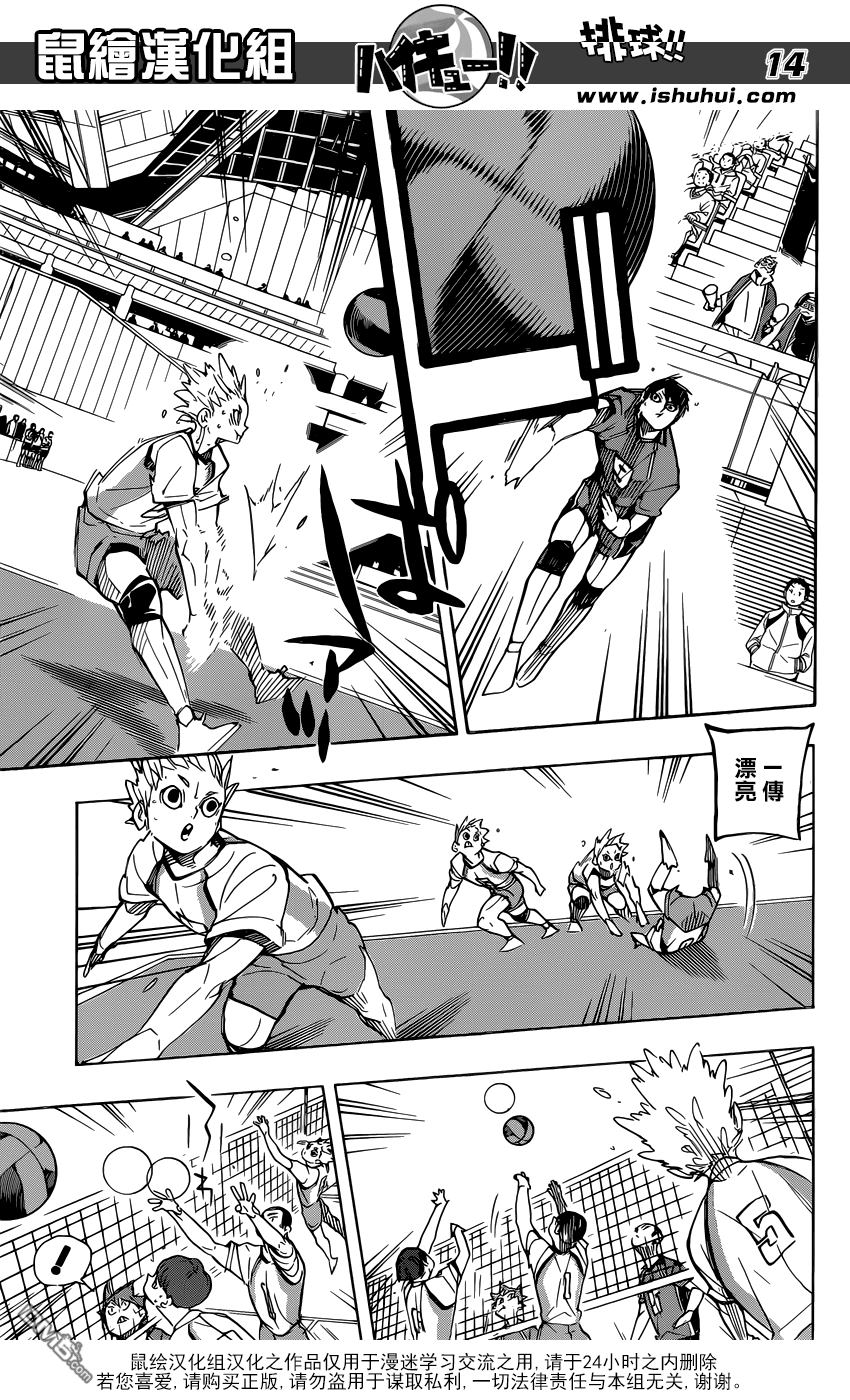 鼠繪漢化組
ハイキュー!!
排球!!
14
www.ishuhui.com
5
一傳
漂亮
!
1
1
5
鼠绘汉化组汉化之作品仅用于漫迷学习交流之用, 请于24小时之内删除
若您喜爱, 请购买正版, 请勿盗用于谋取私利, 一切法律责任与本组无关, 谢谢.